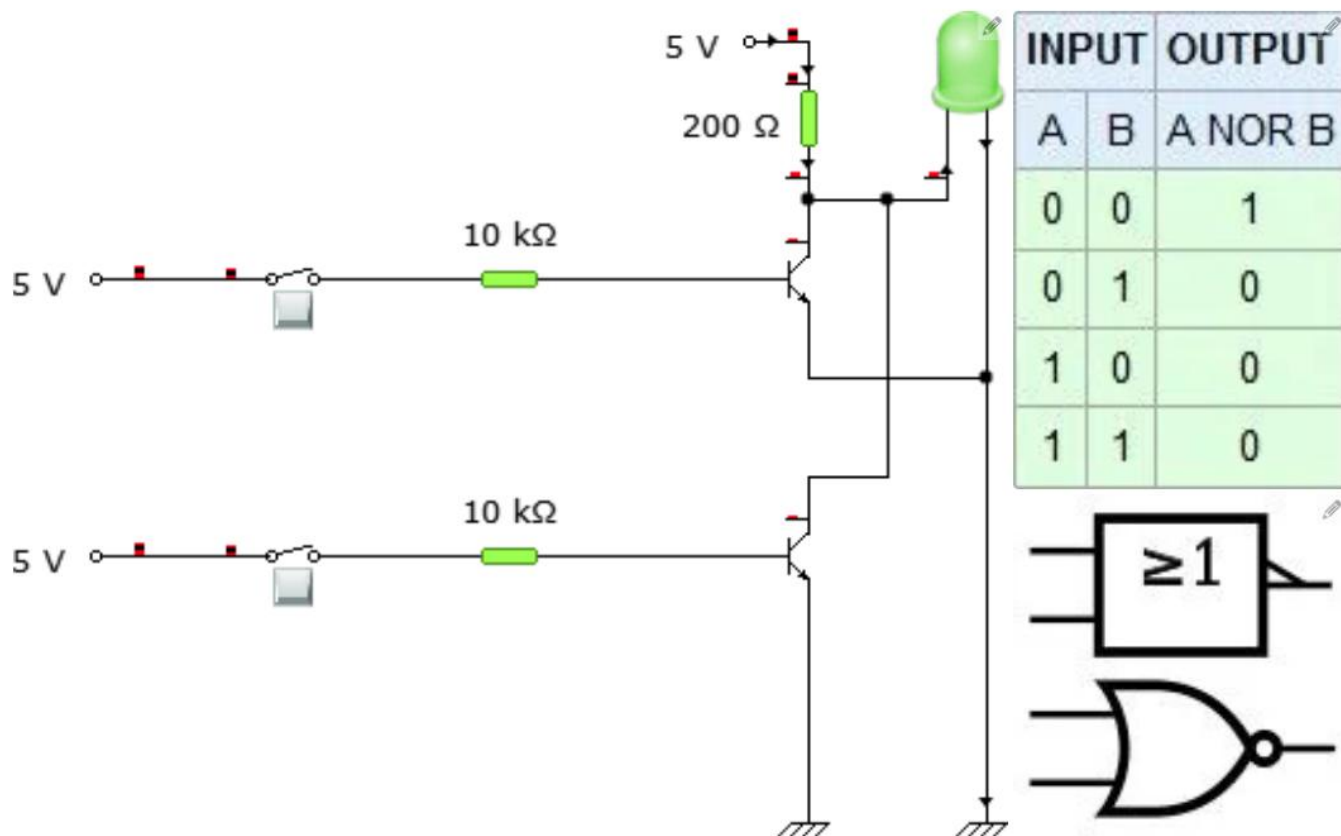 5 V
200 Ω
10 kΩ
5 V
10 kΩ
5 V
INPUT OUTPUT
A B A NOR B
0 0 1
0 1 0
1 0 0
1 1 0
≥1